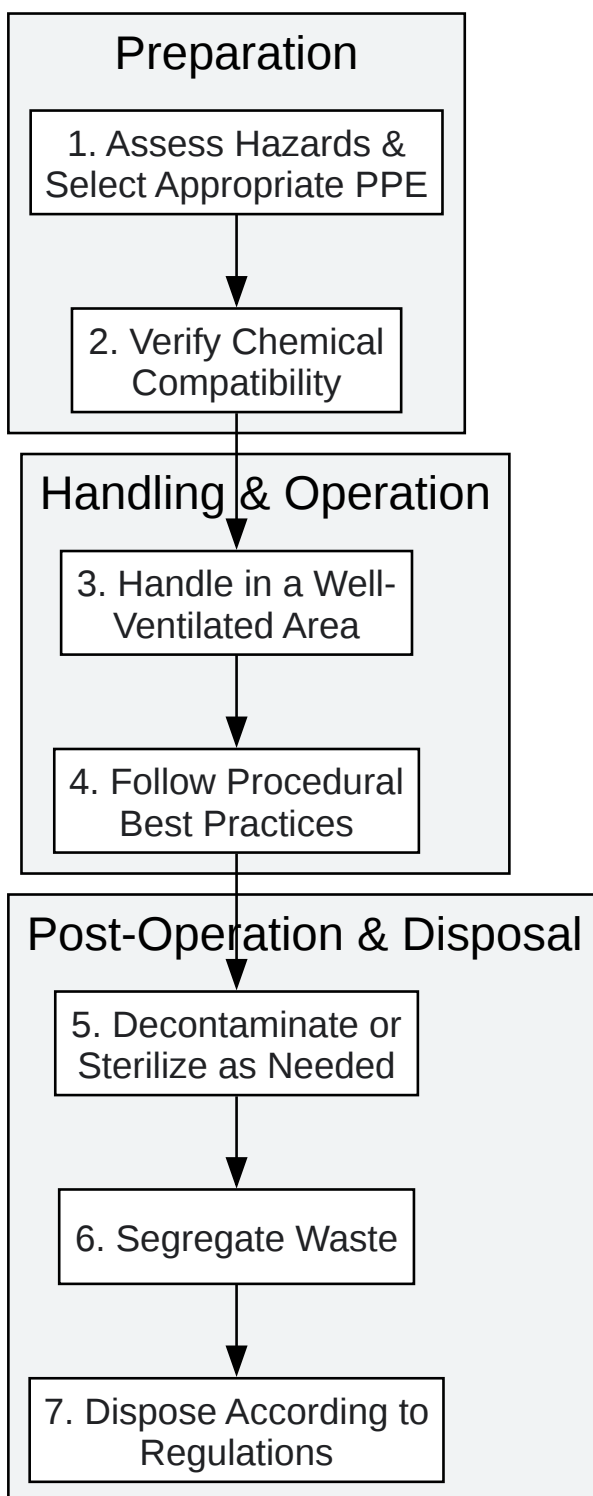 Preparation
1. Assess Hazards &
Select Appropriate PPE
2. Verify Chemical
Compatibility
Handling & Operation
3. Handle in a Well-
Ventilated Area
4. Follow Procedural
Best Practices
Post-Operation & Disposal
5. Decontaminate or
Sterilize as Needed
6. Segregate Waste
7. Dispose According to
Regulations